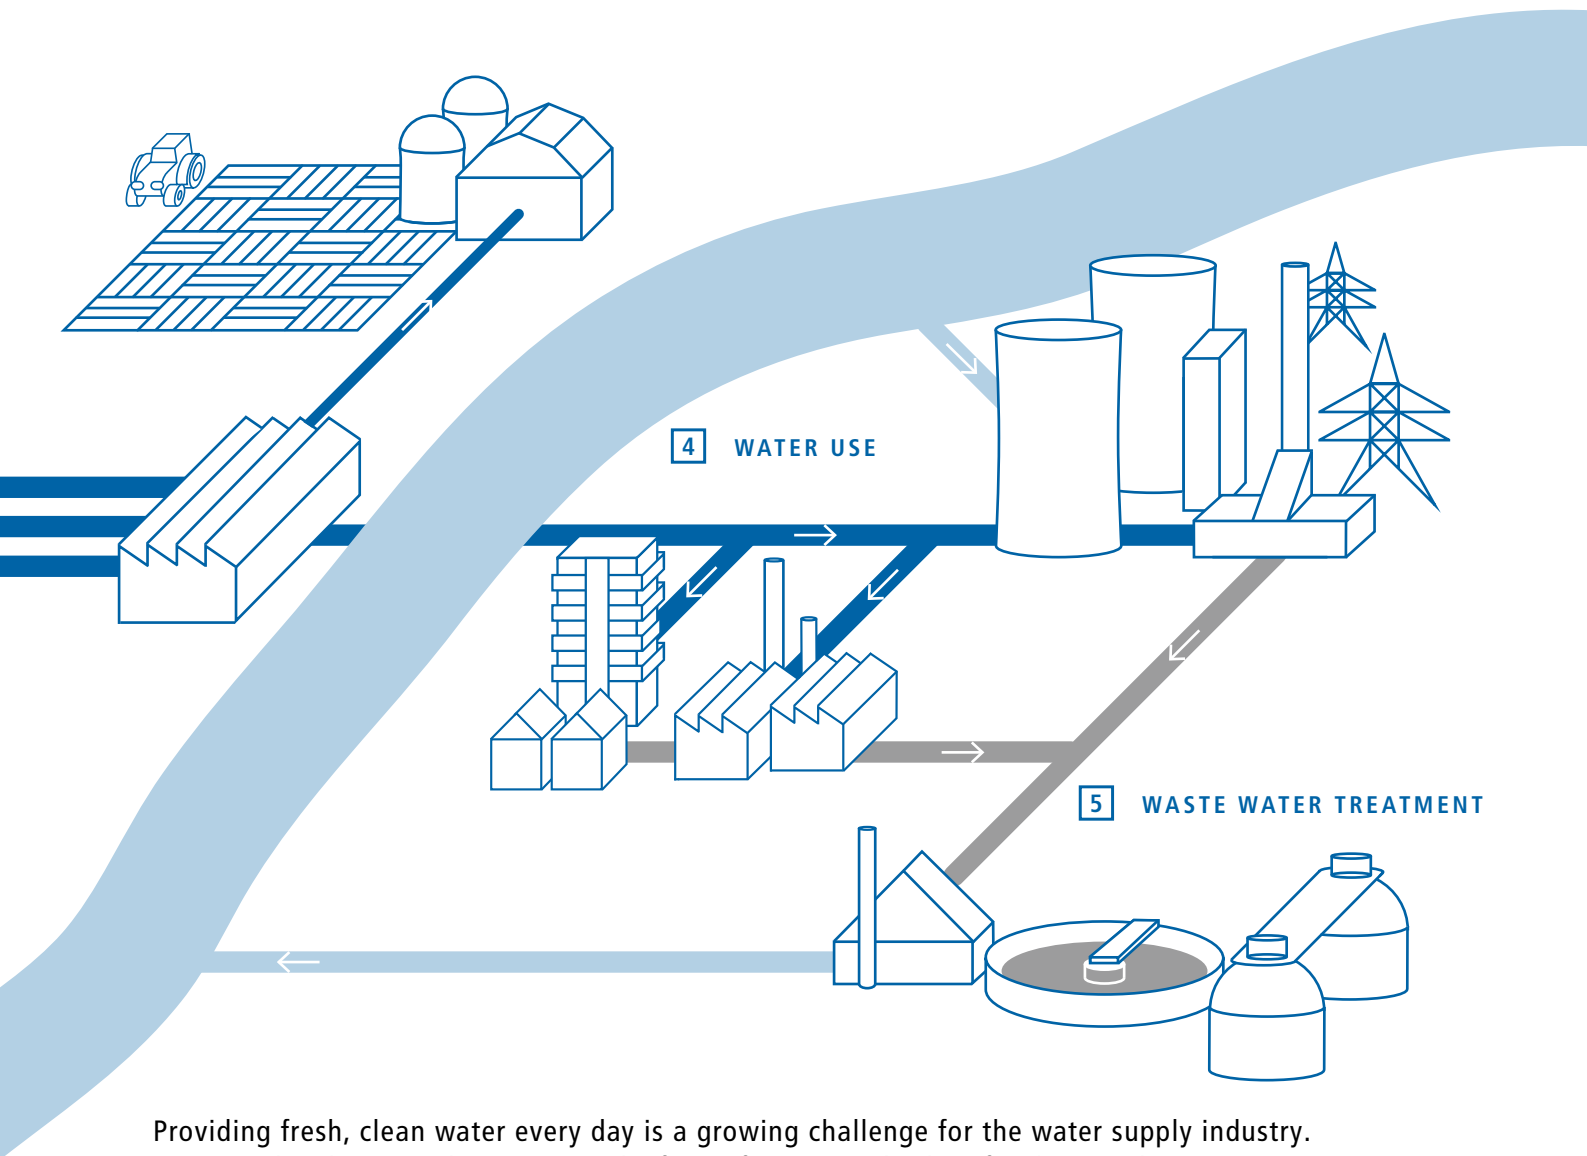 4 WATER USE
5 WASTE WATER TREATMENT
Providing fresh, clean water every day is a growing challenge for the water supply industry.